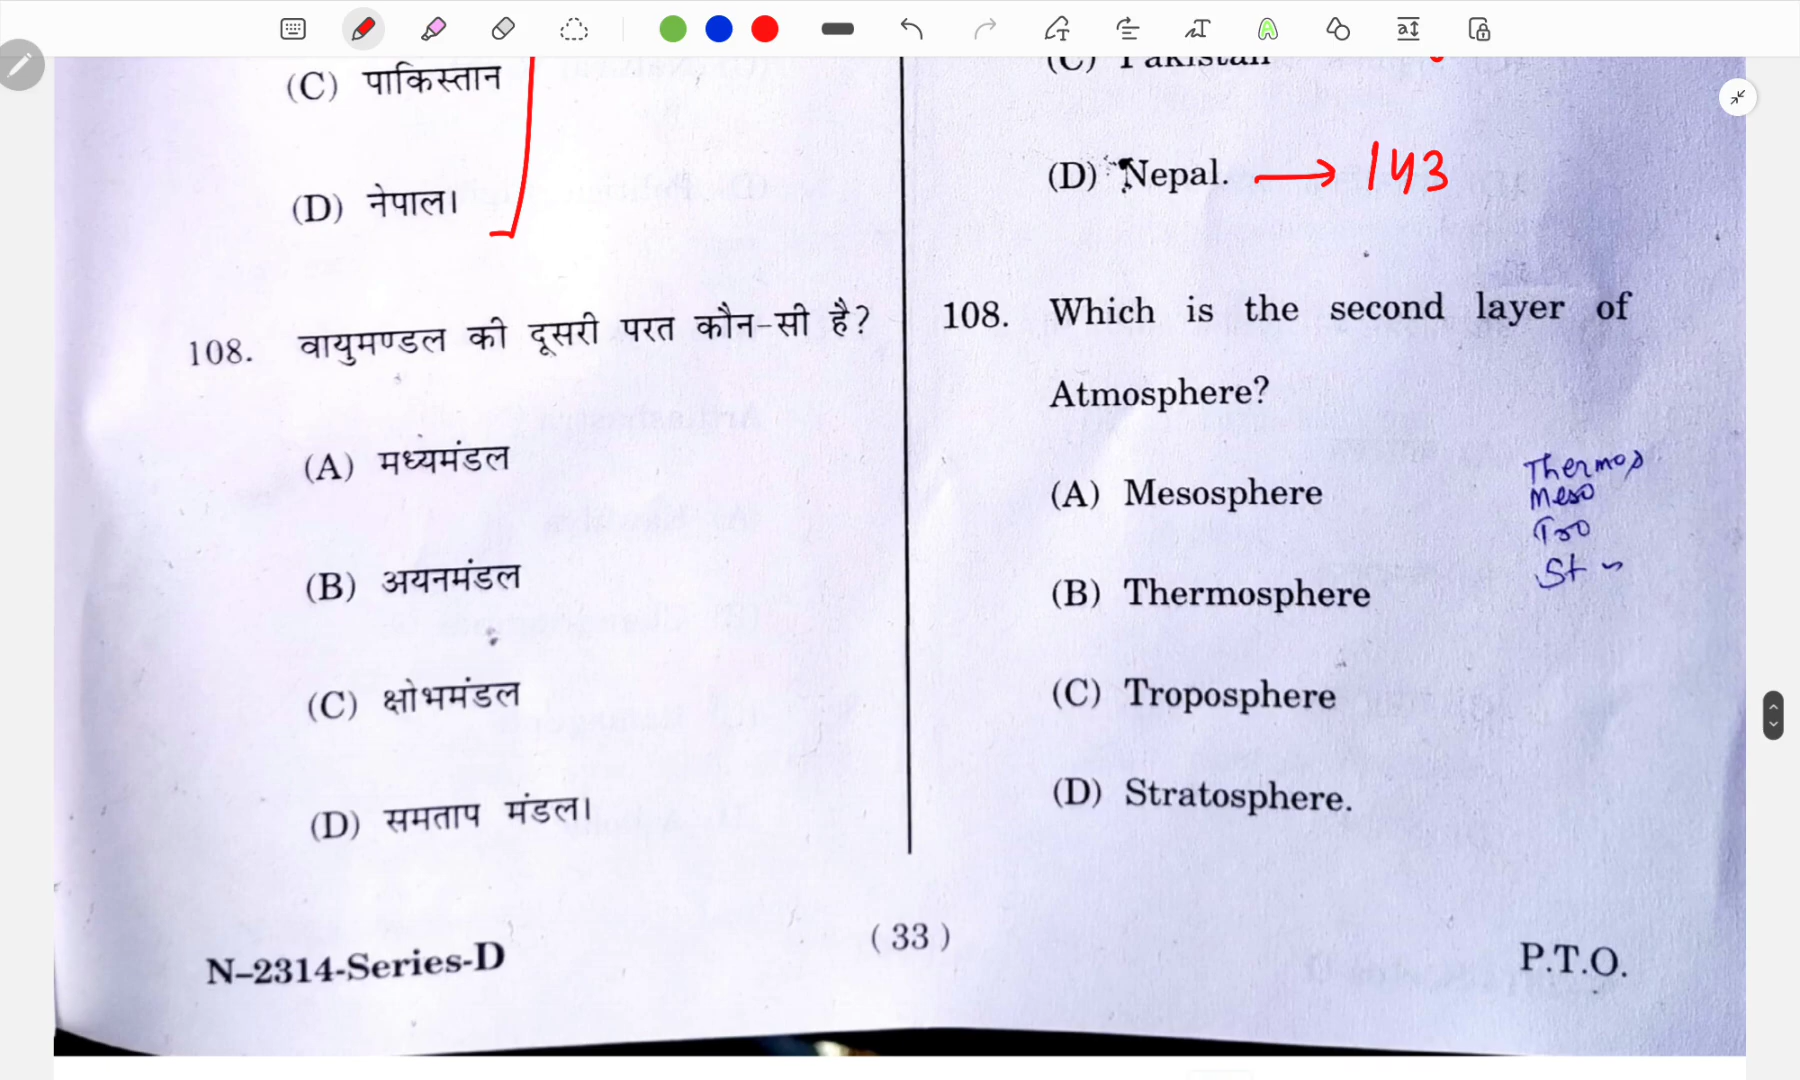 (C) पाकिस्तान
(D) नेपाल।
108. वायुमण्डल की दूसरी परत कौन-सी है?
(A) मध्यमंडल
(B) अयनमंडल
(C) क्षोभमंडल
(D) समताप मंडल।
(C) Pakistan
(D) Nepal. → 143
108. Which is the second layer of
Atmosphere?
(A) Mesosphere
(B) Thermosphere
(C) Troposphere
(D) Stratosphere.
Thermos
Meso
Tro
St
(33)
N-2314-Series-D
P.T.O.